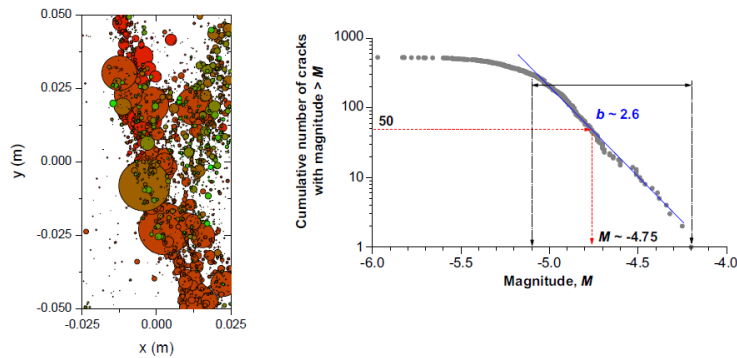 0.050
0.025
0.000
-0.025
-0.050
-0.025
0.000
0.025
y (m)
x (m)
1000
100
10
1
-6.0
-5.5
-5.0
-4.5
-4.0
Cumulative number of cracks
with magnitude > M
Magnitude, M
50
b ~ 2.6
M ~ -4.75